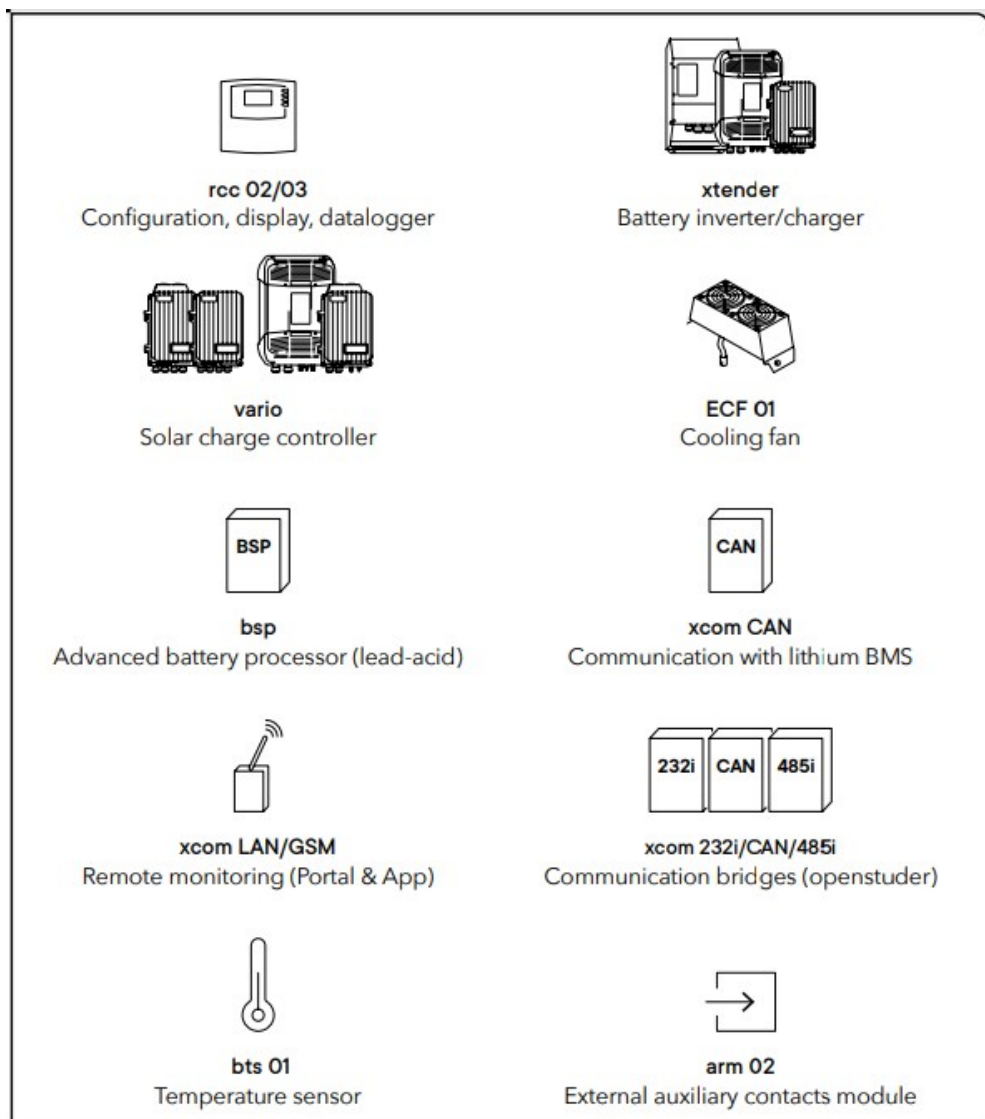 rcc 02/03
Configuration, display, datalogger
xtender
Battery inverter/charger
vario
Solar charge controller
ECF 01
Cooling fan
BSP
bsp
Advanced battery processor (lead-acid)
CAN
xcom CAN
Communication with lithium BMS
xcom LAN/GSM
Remote monitoring (Portal & App)
232i CAN 485i
xcom 232i/CAN/485i
Communication bridges (openstuder)
bts 01
Temperature sensor
arm 02
External auxiliary contacts module